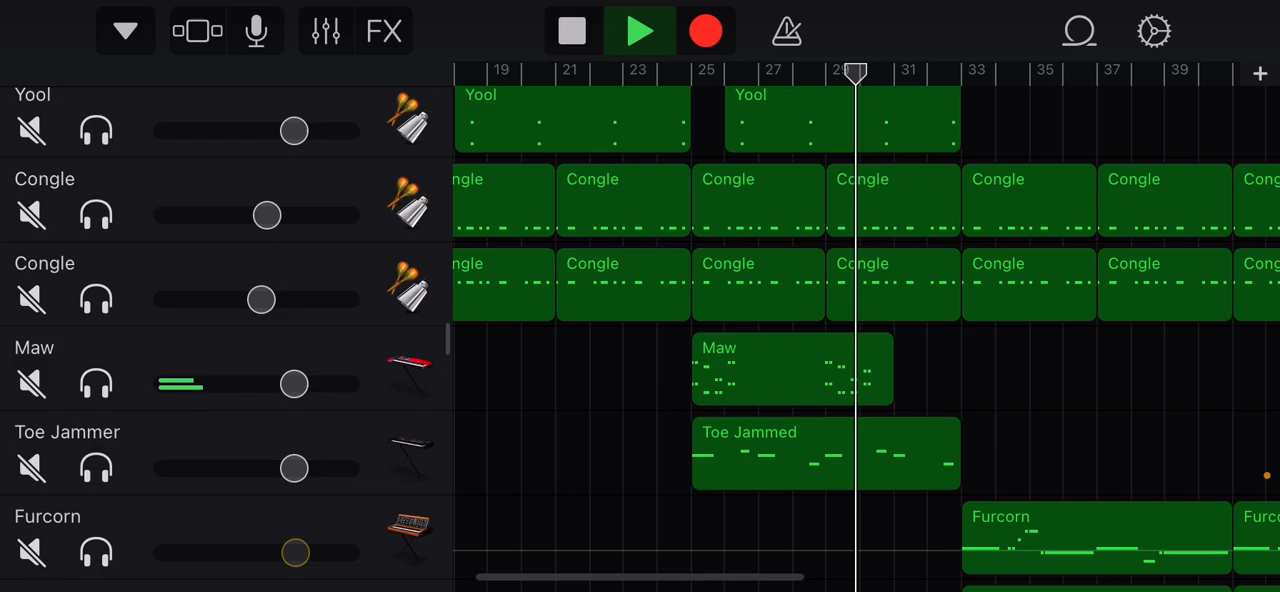 FX
19 21 23 25 27 29 31 33 35 37 39 +
Yool Yool Yool
Congle ngle Congle Congle Congle Congle Congle Cong
Congle ngle Congle Congle Congle Congle Congle Cong
Maw Maw
Toe Jammer Toe Jammed
Furcorn Furcorn Furco